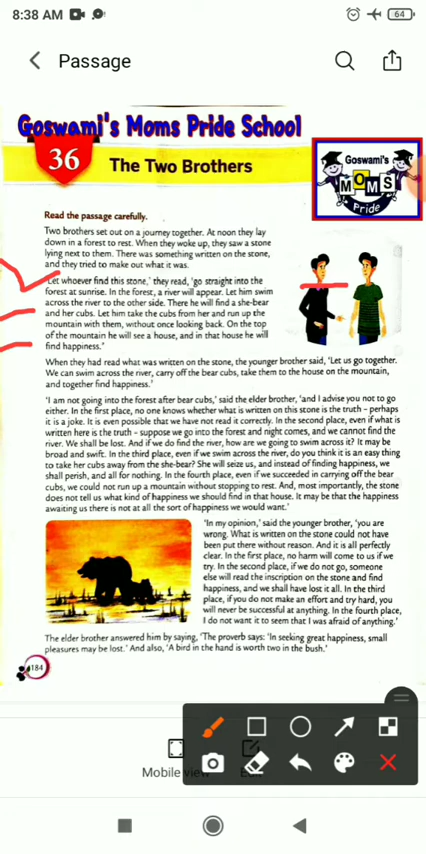 8:38 AM
64
Passage
Goswami's Moms Pride School
36
The Two Brothers
Goswami's
MOMS
Pride
Read the passage carefully.
Two brothers set out on a journey together. At noon they lay
down in a forest to rest. When they woke up, they saw a stone
lying next to them. There was something written on the stone,
and they tried to make out what it was.
'Let whoever find this stone,' they read, 'go straight into the
forest at sunrise. In the forest, a river will appear. Let him swim
across the river to the other side. There he will find a she-bear
and her cubs. Let him take the cubs from her and run up the
mountain with them, without once looking back. On the top
of the mountain he will see a house, and in that house he will
find happiness.'
When they had read what was written on the stone, the younger brother said, 'Let us go together.
We can swim across the river, carry off the bear cubs, take them to the house on the mountain,
and together find happiness.'
'I am not going into the forest after bear cubs,' said the elder brother, 'and I advise you not to go
either. In the first place, no one knows whether what is written on this stone is the truth – perhaps
it is a joke. It is even possible that we have not read it correctly. In the second place, even if what is
written here is the truth – suppose we go into the forest and night comes, and we cannot find the
river. We shall be lost. And if we do find the river, how are we going to swim across it? It may be
broad and swift. In the third place, even if we swim across the river, do you think it is an easy thing
to take her cubs away from the she-bear? She will seize us, and instead of finding happiness, we
shall perish, and all for nothing. In the fourth place, even if we succeeded in carrying off the bear
cubs, we could not run up a mountain without stopping to rest. And, most importantly, the stone
does not tell us what kind of happiness we should find in that house. It may be that the happiness
awaiting us there is not at all the sort of happiness we would want.'
'In my opinion,' said the younger brother, 'you are
wrong. What is written on the stone could not have
been put there without reason. And it is all perfectly
clear. In the first place, no harm will come to us if we
try. In the second place, if we do not go, someone
else will read the inscription on the stone and find
happiness, and we shall have lost it all. In the third
place, if you do not make an effort and try hard, you
will never be successful at anything. In the fourth place,
I do not want it to seem that I was afraid of anything.'
The elder brother answered him by saying, 'The proverb says: 'In seeking great happiness, small
pleasures may be lost.' And also, 'A bird in the hand is worth two in the bush.'
184
Mobile view